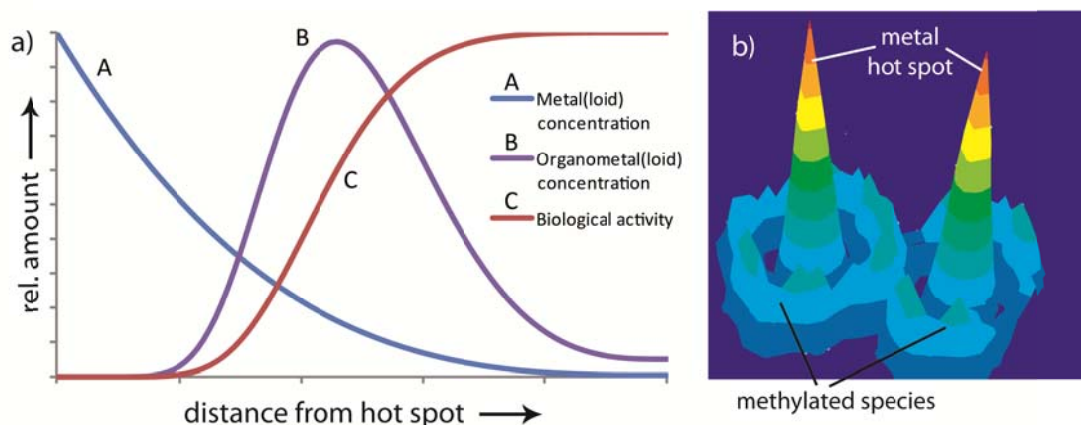 a)
rel. amount
A
B
C
A
Metal(loid)
concentration
B
Organometal(loid)
concentration
C
Biological activity
distance from hot spot
b)
metal
hot spot
methylated species